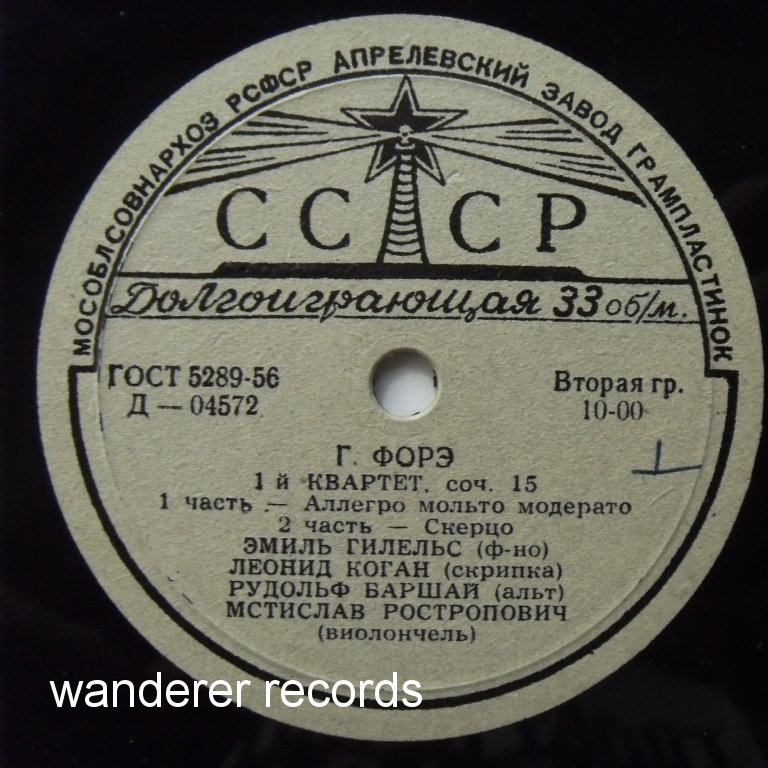 МОСОБЛСОВНАРХОЗ РСФСР АПРЕЛЕВСКИЙ ЗАВОД ГРАМПЛАСТИНОК
СССР
Долгоиграющая 33 об/м.
ГОСТ 5289-56
Д — 04572
Вторая гр.
10-00
Г. ФОРЭ
1 й КВАРТЕТ, соч. 15
1 часть — Аллегро мольто модерато
2 часть — Скерцо
ЭМИЛЬ ГИЛЕЛЬС (ф-но)
ЛЕОНИД КОГАН (скрипка)
РУДОЛЬФ БАРШАЙ (альт)
МСТИСЛАВ РОСТРОПОВИЧ
(виолончель)
wanderer records